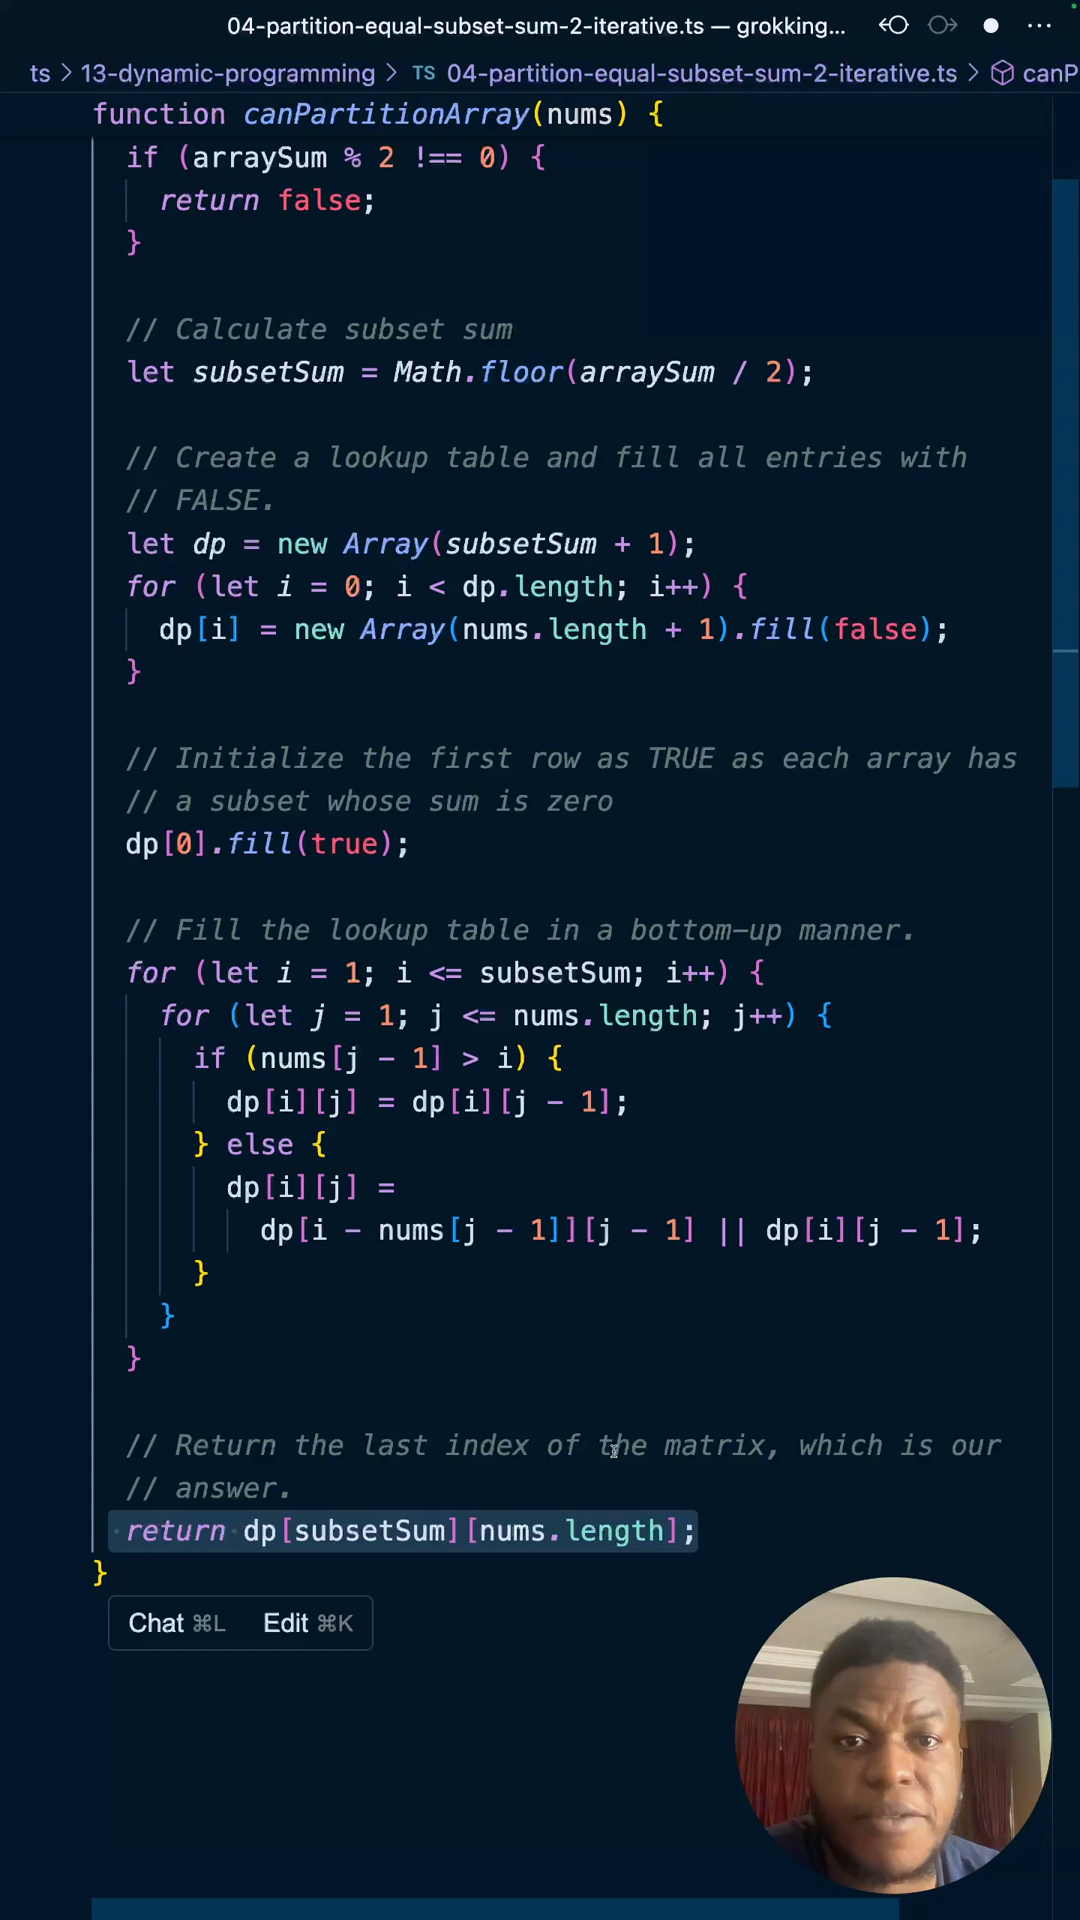 04-partition-equal-subset-sum-2-iterative.ts — grokking...
ts > 13-dynamic-programming > TS 04-partition-equal-subset-sum-2-iterative.ts > canP
function canPartitionArray(nums) {
if (arraySum % 2 !== 0) {
return false;
}
// Calculate subset sum
let subsetSum = Math.floor(arraySum / 2);
// Create a lookup table and fill all entries with
// FALSE.
let dp = new Array(subsetSum + 1);
for (let i = 0; i < dp.length; i++) {
dp[i] = new Array(nums.length + 1).fill(false);
}
// Initialize the first row as TRUE as each array has
// a subset whose sum is zero
dp[0].fill(true);
// Fill the lookup table in a bottom-up manner.
for (let i = 1; i <= subsetSum; i++) {
for (let j = 1; j <= nums.length; j++) {
if (nums[j - 1] > i) {
dp[i][j] = dp[i][j - 1];
} else {
dp[i][j] =
dp[i - nums[j - 1]][j - 1] || dp[i][j - 1];
}
}
}
// Return the last index of the matrix, which is our
// answer.
return dp[subsetSum][nums.length];
}
Chat ⌘L Edit ⌘K